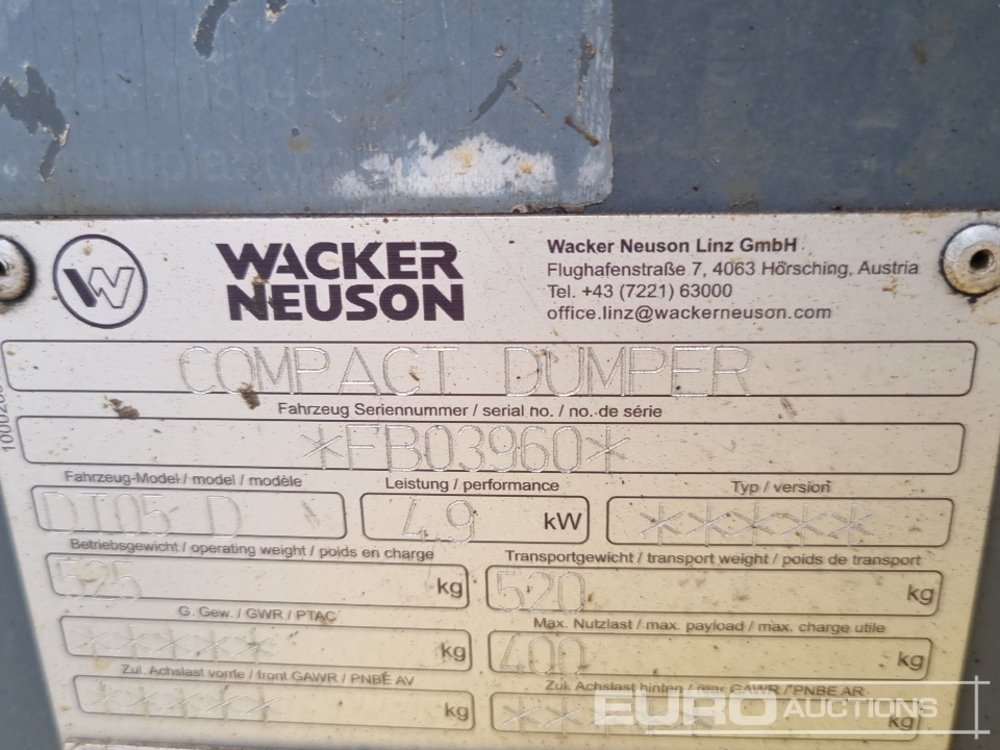 W
WACKER
NEUSON
Wacker Neuson Linz GmbH
Flughafenstraße 7, 4063 Hörsching, Austria
Tel. +43 (7221) 63000
office.linz@wackerneuson.com
COMPACT DUMPER
Fahrzeug Seriennummer / serial no. / no. de série
*FB03960*
Fahrzeug-Model / model / modèle
Leistung / performance
Typ / version
DT05 D
4,9 kW
*****
Betriebsgewicht / operating weight / poids en charge
Transportgewicht / transport weight / poids de transport
525 kg
520 kg
G. Gew. / GWR / PTAC
Max. Nutzlast / max. payload / max. charge utile
***** kg
400 kg
Zul. Achslast vorne / front GAWR / PNBE AV
Zul. Achslast hinten / rear GAWR / PNBE AR
***** kg
***** kg
EURO AUCTIONS